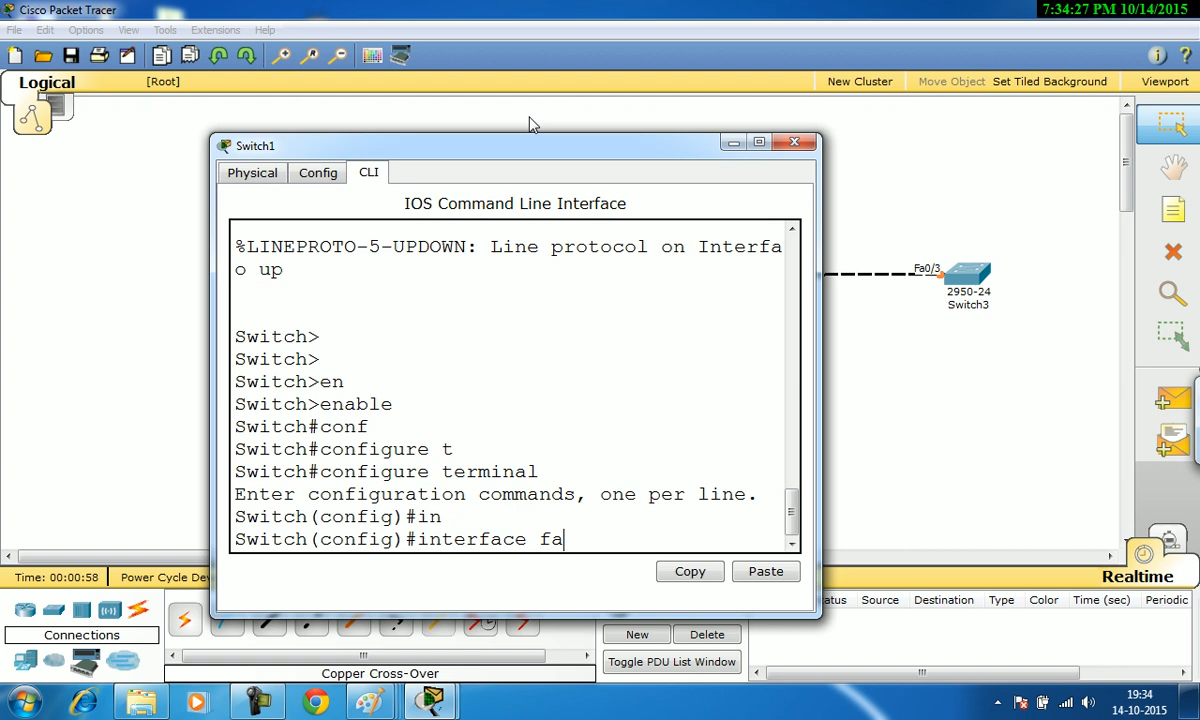 Cisco Packet Tracer
7:34:27 PM 10/14/2015
File Edit Options View Tools Extensions Help
Logical
[Root]
New Cluster
Move Object
Set Tiled Background
Viewport
Switch1
Physical Config CLI
IOS Command Line Interface
%LINEPROTO-5-UPDOWN: Line protocol on Interfa
o up
Switch>
Switch>
Switch>en
Switch>enable
Switch#conf
Switch#configure t
Switch#configure terminal
Enter configuration commands, one per line.
Switch(config)#in
Switch(config)#interface fa
Copy Paste
Fa0/3
2950-24
Switch3
Time: 00:00:58
Power Cycle Dev
Realtime
atus Source Destination Type Color Time (sec) Periodic
Connections
New Delete
Toggle PDU List Window
Copper Cross-Over
19:34
14-10-2015